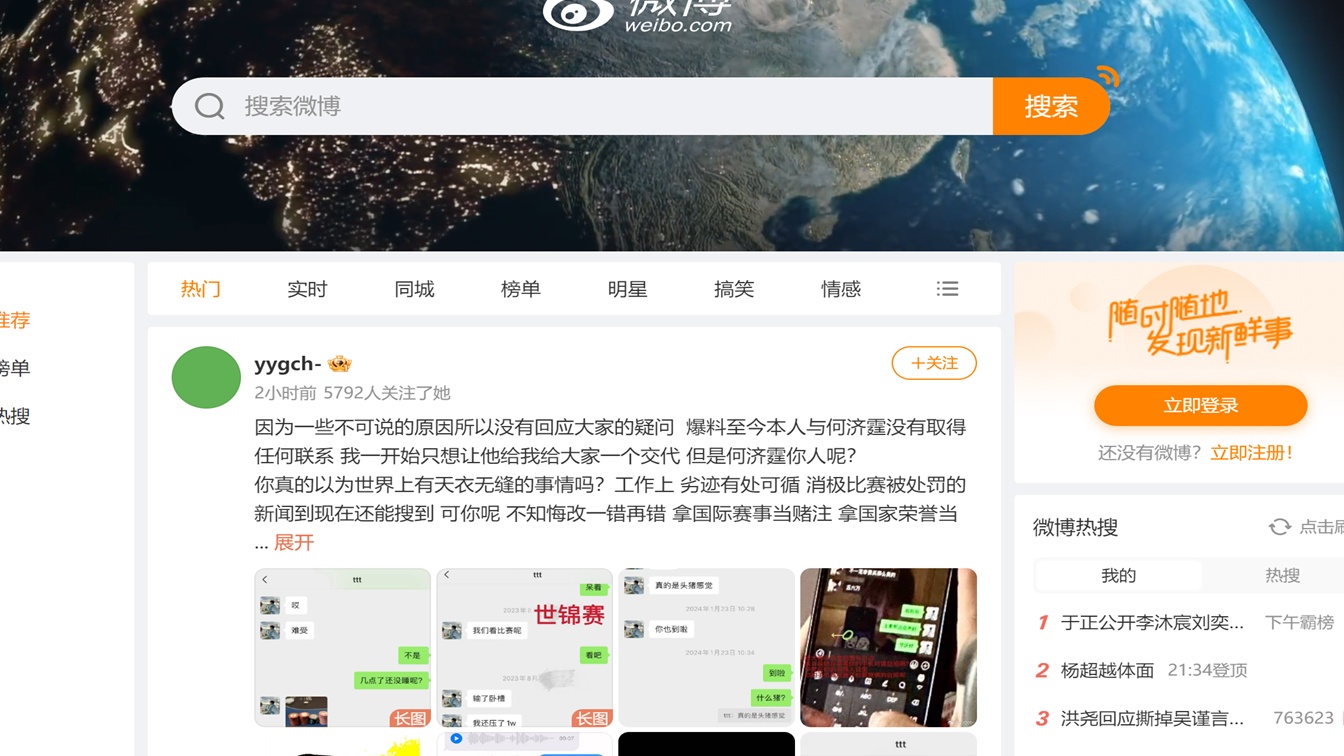 weibo.com
搜索微博
搜索
推荐
榜单
热搜
热门
实时
同城
榜单
明星
搞笑
情感
yygch-
+关注
2小时前 5792人关注了她
因为一些不可说的原因所以没有回应大家的疑问 爆料至今本人与何济霆没有取得
任何联系 我一开始只想让他给我给大家一个交代 但是何济霆你人呢?
你真的以为世界上有天衣无缝的事情吗? 工作上 劣迹有处可循 消极比赛被处罚的
新闻到现在还能搜到 可你呢 不知悔改一错再错 拿国际赛事当赌注 拿国家荣誉当
... 展开
ttt
哎
难受
不是
几点了还没睡呢?
长图
ttt
呆着
世锦赛
我们看比赛呢
看吧
输了卧槽
我还压了1w
长图
真的是头猪感觉
2024年1月23日 10:28
你也到啦
2024年1月23日 10:34
到啦
什么猪?
ttt: 真的是头猪感觉
00:07
ttt
随时随地
发现新鲜事
立即登录
还没有微博? 立即注册!
微博热搜
点击刷
我的
热搜
1 于正公开李沐宸刘奕... 下午霸榜
2 杨超越体面 21:34登顶
3 洪尧回应撕掉吴谨言... 763623